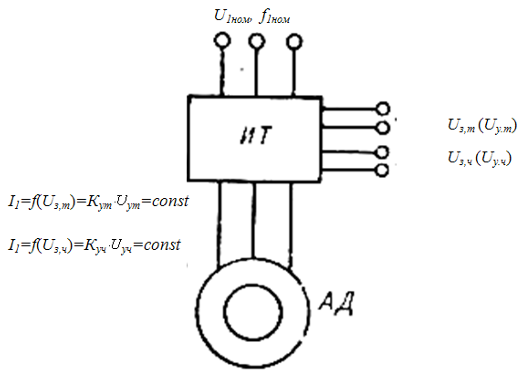 U1ном, f1ном
ИТ
Uз,т (Uу.т)
Uз,ч (Uу.ч)
I1=f(Uз,т)=Kут·Uут=const
I1=f(Uз,ч)=Kуч·Uуч=const
АД